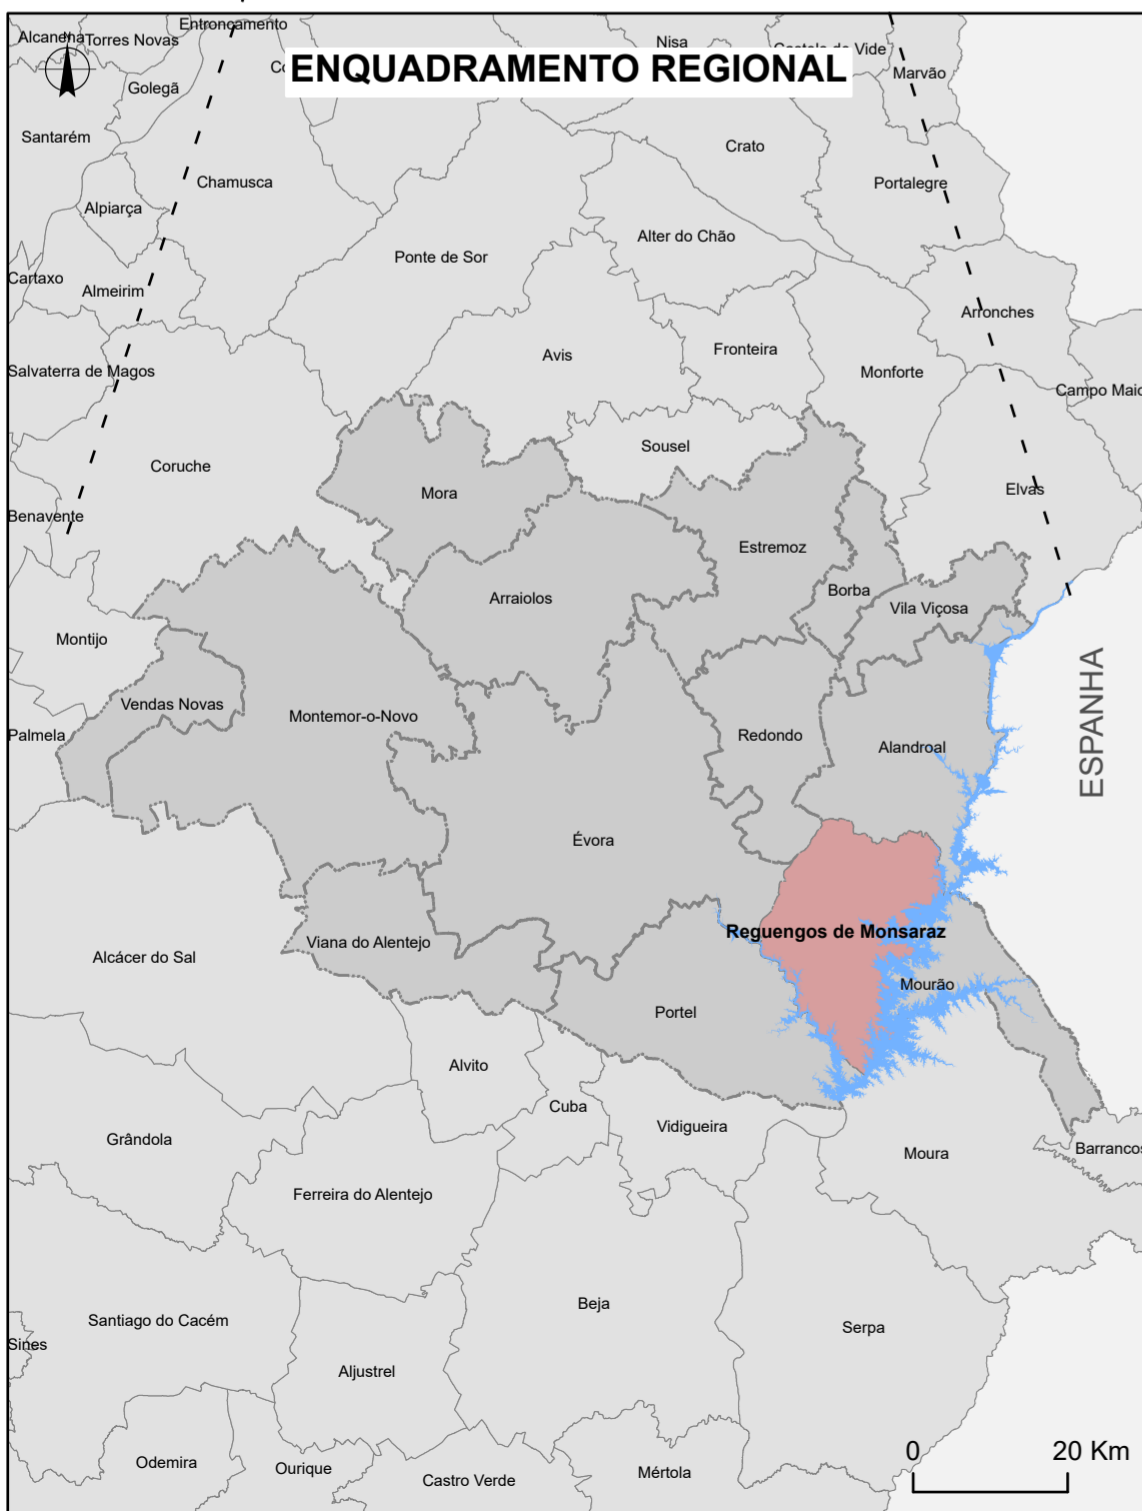 Entroncamento
Alcanena
N
Torres Novas
Nisa
Castelo de Vide
ENQUADRAMENTO REGIONAL
Marvão
Golegã
Santarém
Crato
Chamusca
Portalegre
Alpiarça
Alter do Chão
Ponte de Sor
Cartaxo
Almeirim
Arronches
Fronteira
Avis
Salvaterra de Magos
Monforte
Campo Maio
Sousel
Coruche
Mora
Elvas
Benavente
Estremoz
Borba
Arraiolos
Vila Viçosa
Montijo
ESPANHA
Vendas Novas
Montemor-o-Novo
Palmela
Redondo
Alandroal
Évora
Reguengos de Monsaraz
Viana do Alentejo
Alcácer do Sal
Mourão
Portel
Alvito
Cuba
Vidigueira
Grândola
Barrancos
Moura
Ferreira do Alentejo
Beja
Santiago do Cacém
Serpa
Sines
Aljustrel
0 20 Km
Odemira
Ourique
Mértola
Castro Verde